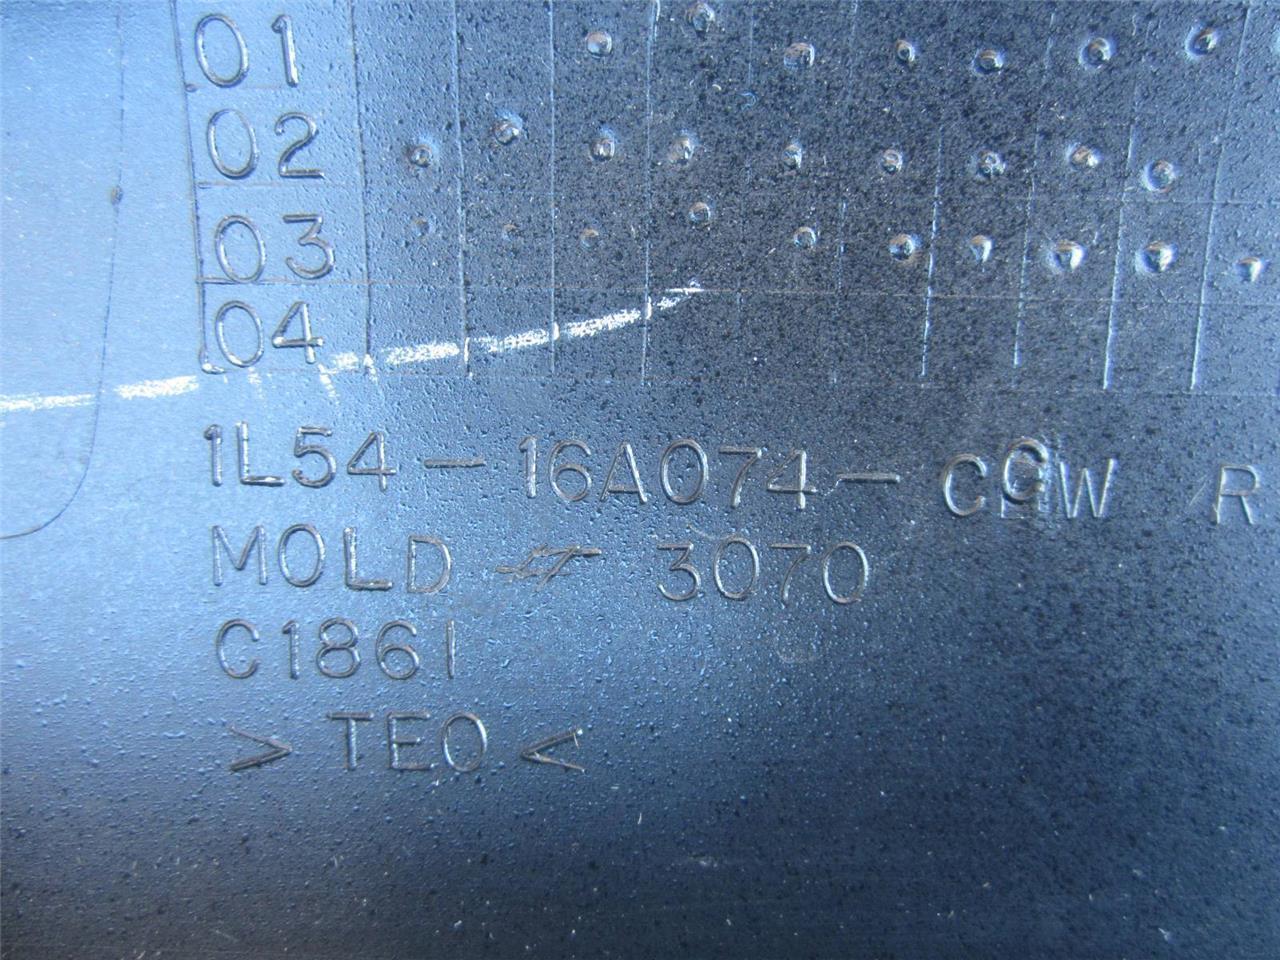 01
02
03
04
1L54-16A074-CGW R
MOLD # 3070
C1861
>TEO<